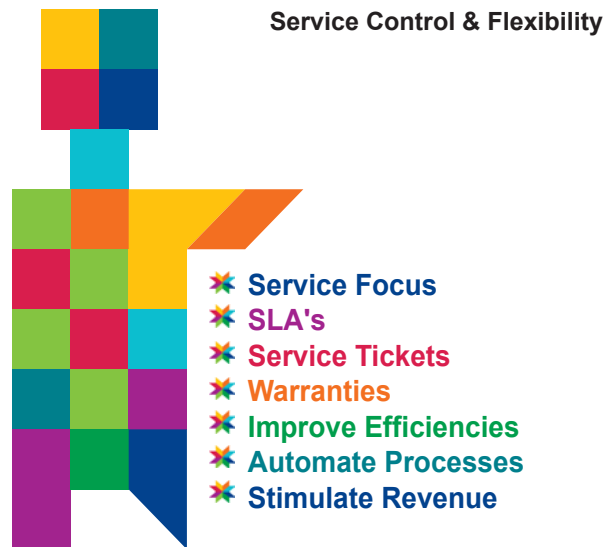 Service Control & Flexibility
Service Focus
SLA's
Service Tickets
Warranties
Improve Efficiencies
Automate Processes
Stimulate Revenue